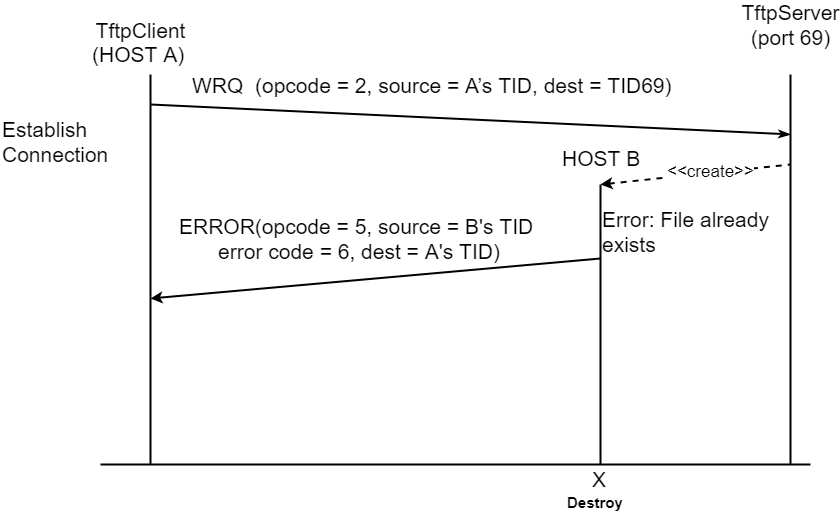 TftpClient
(HOST A)
TftpServer
(port 69)
WRQ  (opcode = 2, source = A’s TID, dest = TID69)
Establish
Connection
HOST B
<<create>>
ERROR(opcode = 5, source = B's TID
error code = 6, dest = A's TID)
Error: File already
exists
X
Destroy